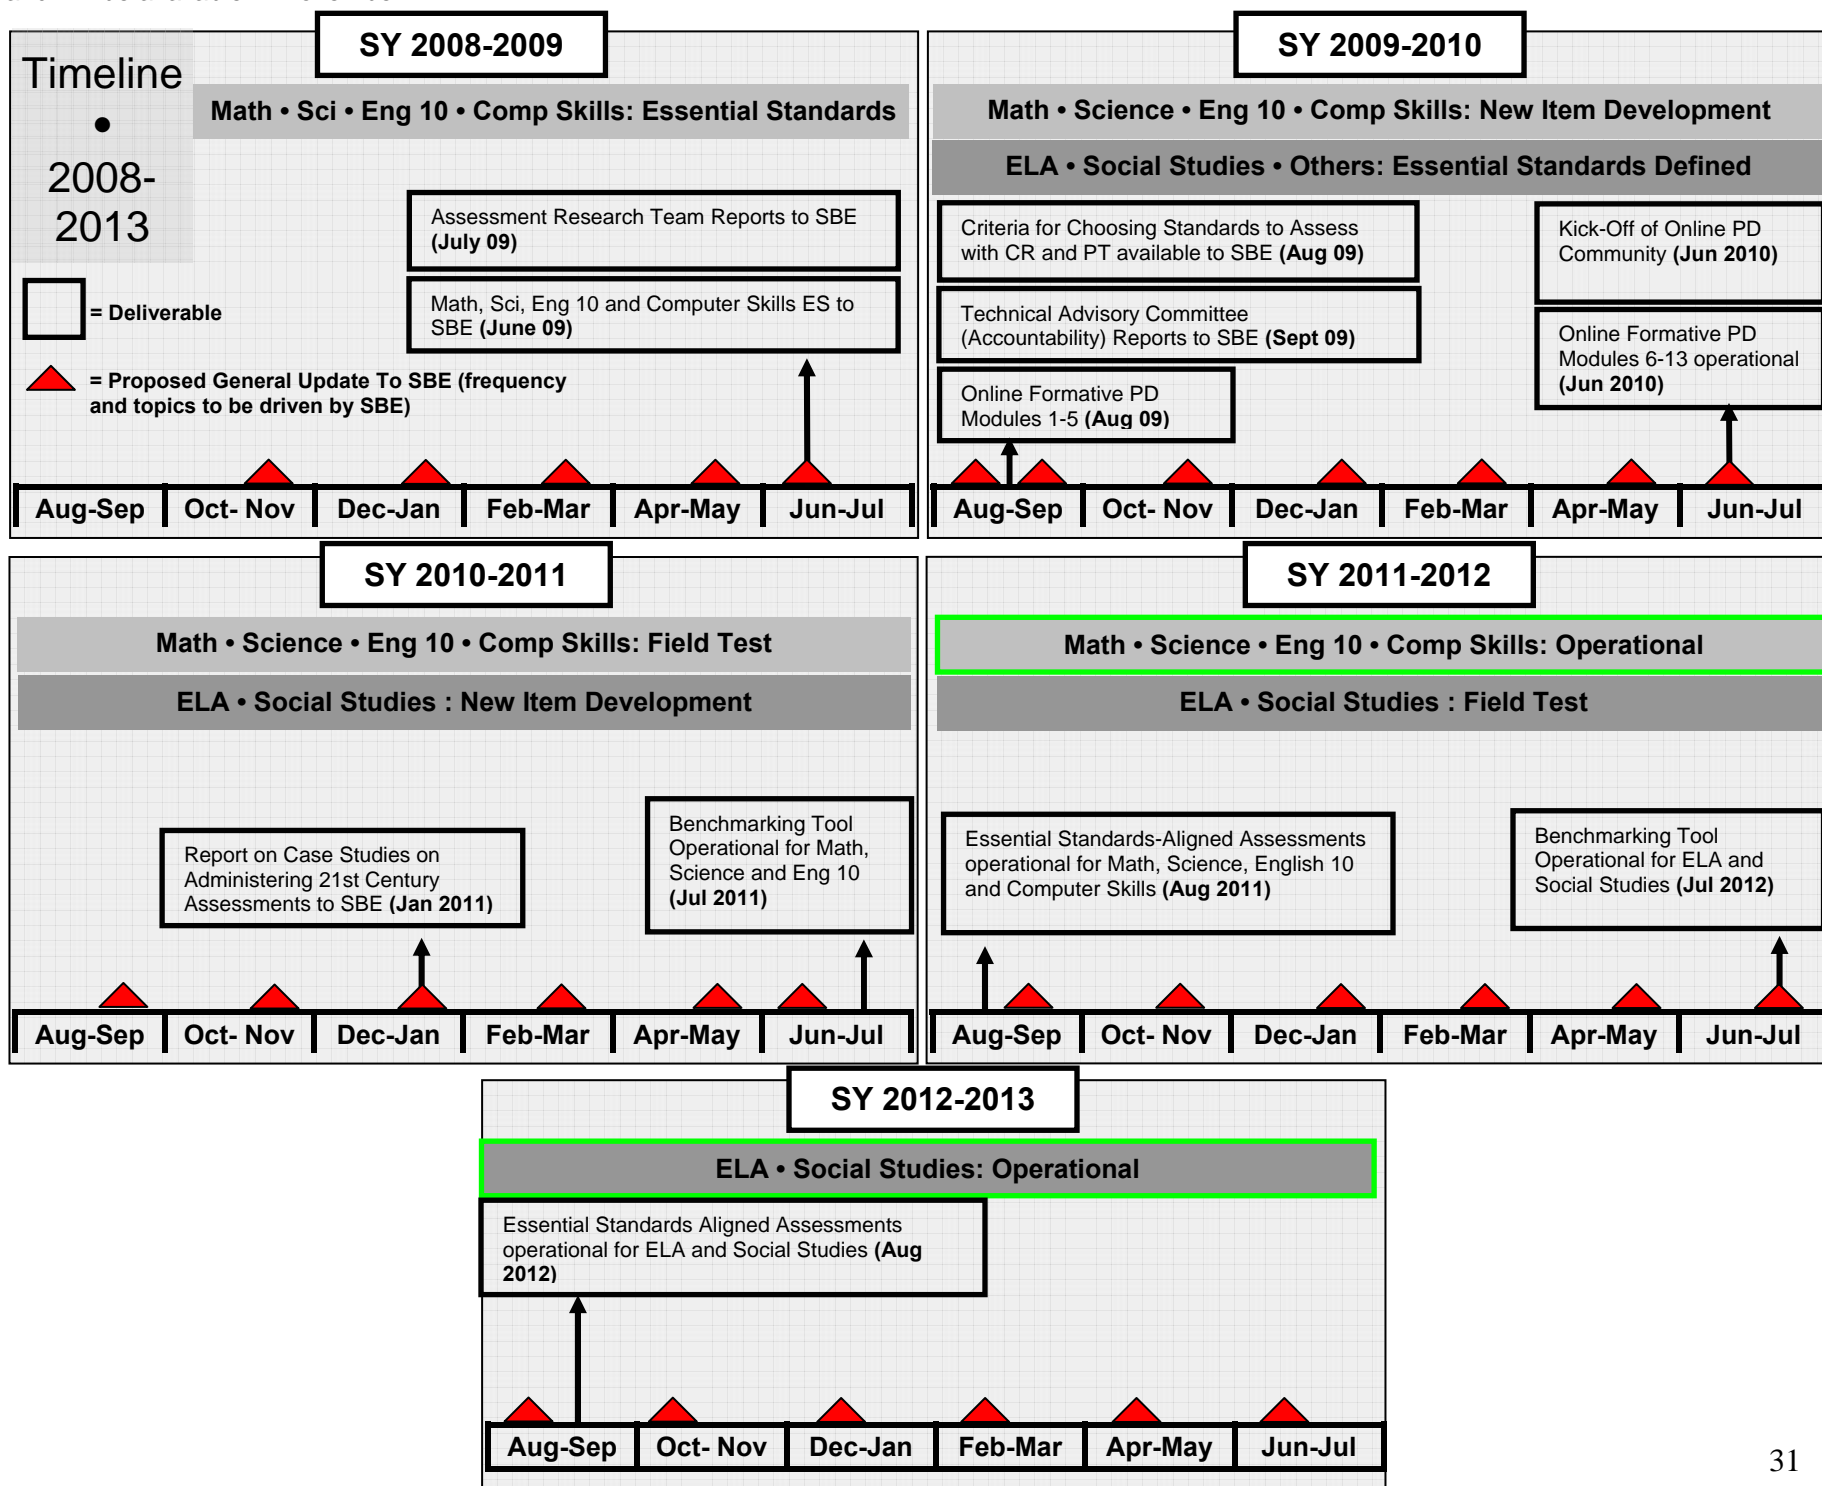 SY 2008-2009
Timeline
•
2008-
2013
Math • Sci • Eng 10 • Comp Skills: Essential Standards
Assessment Research Team Reports to SBE
(July 09)
Math, Sci, Eng 10 and Computer Skills ES to
SBE (June 09)
= Deliverable
= Proposed General Update To SBE (frequency
and topics to be driven by SBE)
Aug-Sep Oct- Nov Dec-Jan Feb-Mar Apr-May Jun-Jul
SY 2009-2010
Math • Science • Eng 10 • Comp Skills: New Item Development
ELA • Social Studies • Others: Essential Standards Defined
Criteria for Choosing Standards to Assess
with CR and PT available to SBE (Aug 09)
Technical Advisory Committee
(Accountability) Reports to SBE (Sept 09)
Online Formative PD
Modules 1-5 (Aug 09)
Kick-Off of Online PD
Community (Jun 2010)
Online Formative PD
Modules 6-13 operational
(Jun 2010)
Aug-Sep Oct- Nov Dec-Jan Feb-Mar Apr-May Jun-Jul
SY 2010-2011
Math • Science • Eng 10 • Comp Skills: Field Test
ELA • Social Studies : New Item Development
Report on Case Studies on
Administering 21st Century
Assessments to SBE (Jan 2011)
Benchmarking Tool
Operational for Math,
Science and Eng 10
(Jul 2011)
Aug-Sep Oct- Nov Dec-Jan Feb-Mar Apr-May Jun-Jul
SY 2011-2012
Math • Science • Eng 10 • Comp Skills: Operational
ELA • Social Studies : Field Test
Essential Standards-Aligned Assessments
operational for Math, Science, English 10
and Computer Skills (Aug 2011)
Benchmarking Tool
Operational for ELA and
Social Studies (Jul 2012)
Aug-Sep Oct- Nov Dec-Jan Feb-Mar Apr-May Jun-Jul
SY 2012-2013
ELA • Social Studies: Operational
Essential Standards Aligned Assessments
operational for ELA and Social Studies (Aug
2012)
Aug-Sep Oct- Nov Dec-Jan Feb-Mar Apr-May Jun-Jul
31